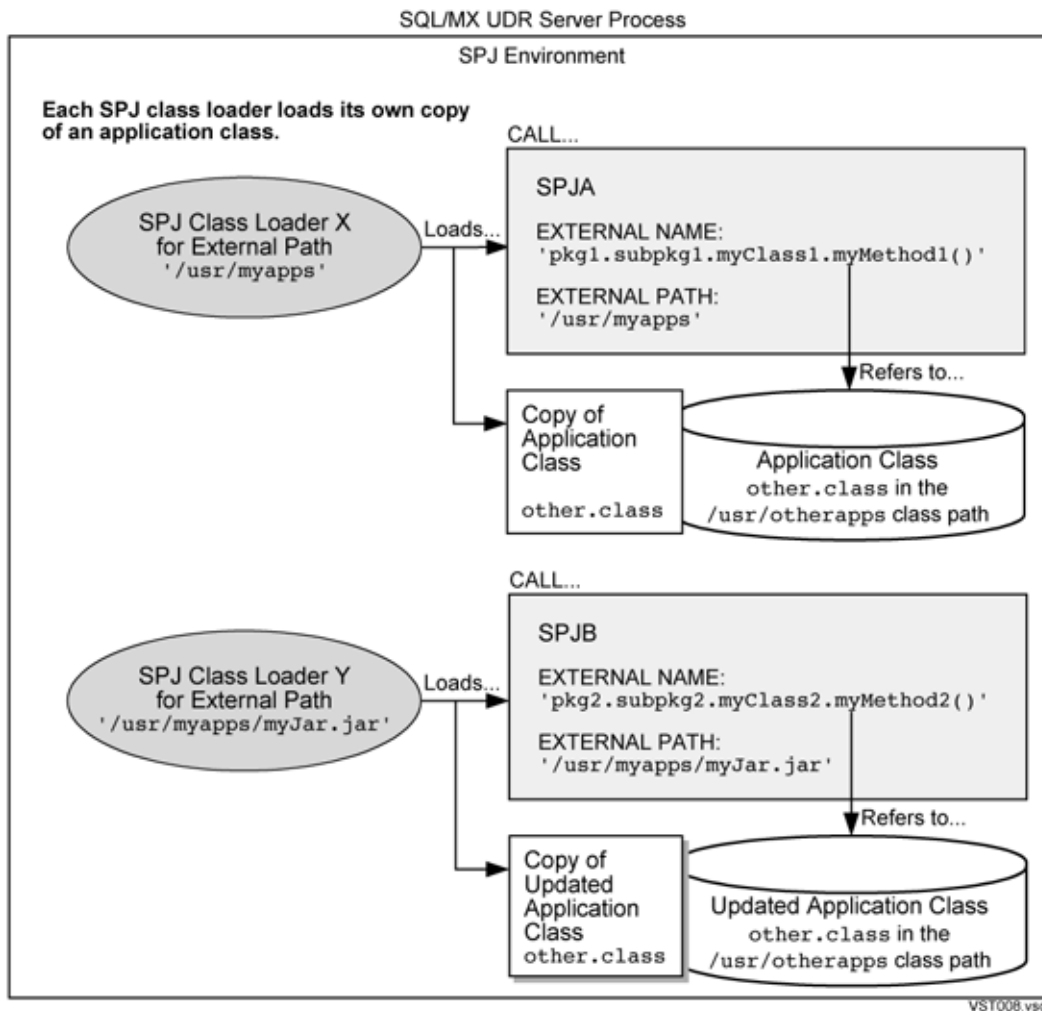 SQL/MX UDR Server Process
SPJ Environment
Each SPJ class loader loads its own copy
of an application class.
CALL...
SPJ Class Loader X
for External Path
'/usr/myapps'
Loads...
SPJA
EXTERNAL NAME:
'pkg1.subpkg1.myClass1.myMethod1()'
EXTERNAL PATH:
'/usr/myapps'
Refers to...
Copy of
Application
Class
other.class
Application Class
other.class in the
/usr/otherapps class path
CALL...
SPJ Class Loader Y
for External Path
'/usr/myapps/myJar.jar'
Loads...
SPJB
EXTERNAL NAME:
'pkg2.subpkg2.myClass2.myMethod2()'
EXTERNAL PATH:
'/usr/myapps/myJar.jar'
Refers to...
Copy of
Updated
Application
Class
other.class
Updated Application Class
other.class in the
/usr/otherapps class path
VST008.vsd